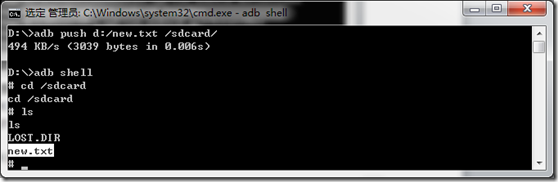 选定 管理员: C:\Windows\system32\cmd.exe - adb shell
D:\>adb push d:/new.txt /sdcard/
494 KB/s (3039 bytes in 0.006s)
D:\>adb shell
# cd /sdcard
cd /sdcard
# ls
ls
LOST.DIR
new.txt
#